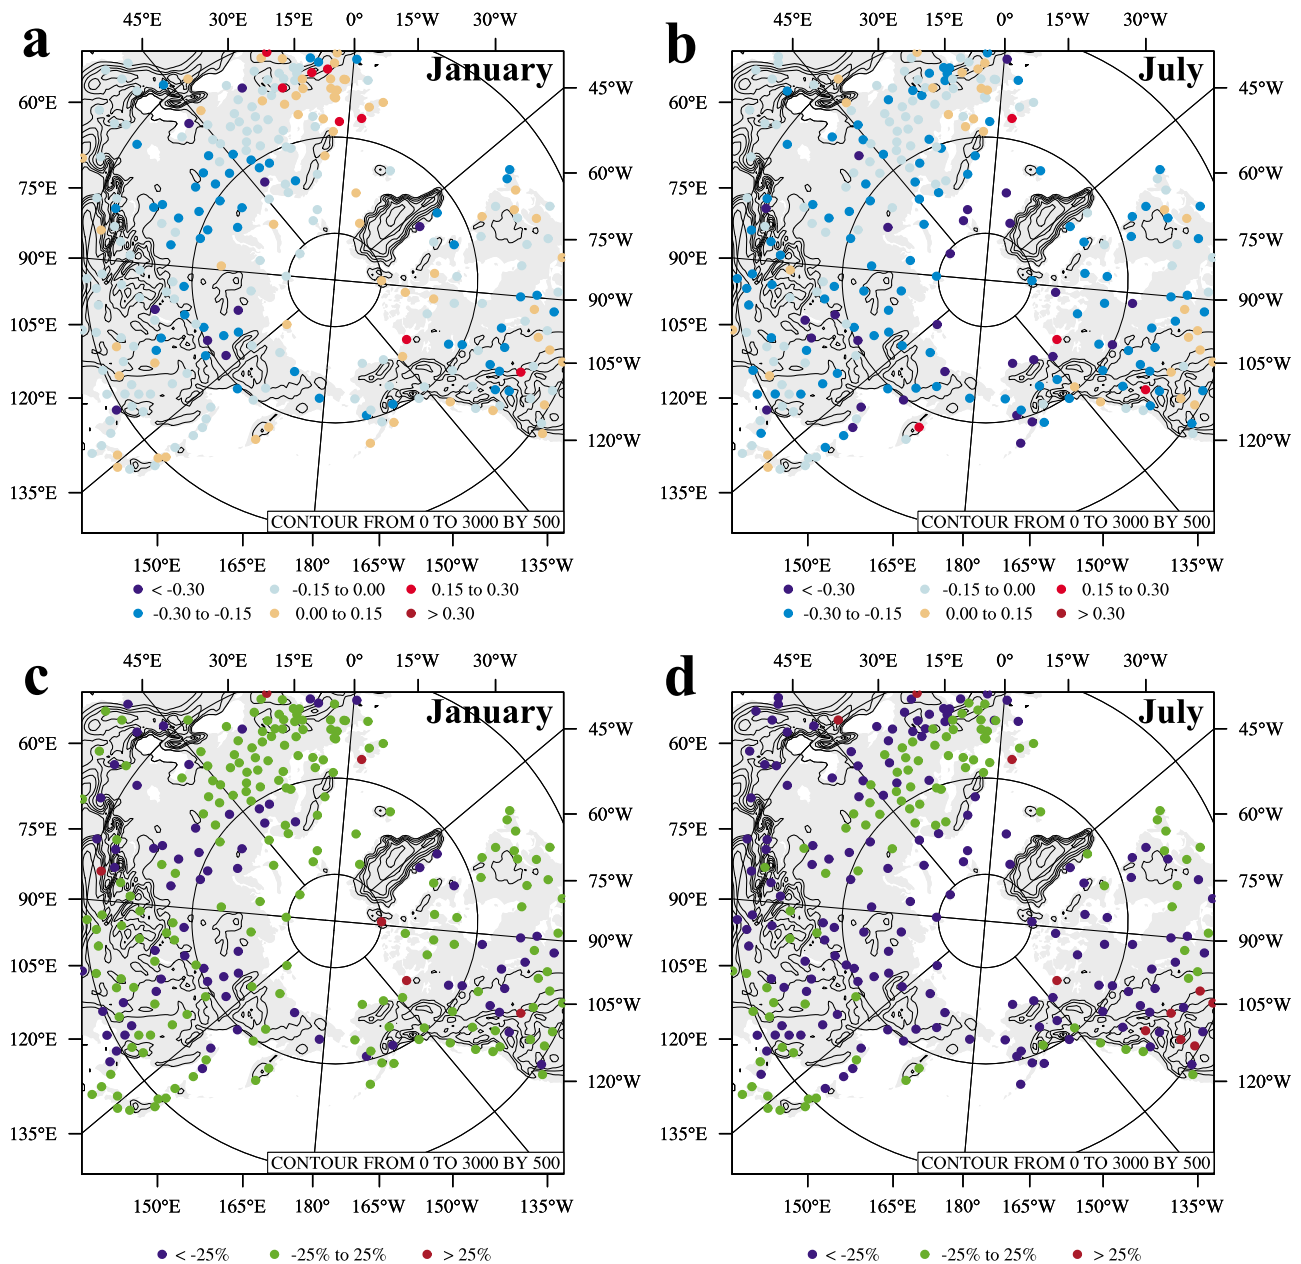 a
45°E 30°E 15°E 0° 15°W 30°W
January
60°E
75°E
90°E
105°E
120°E
135°E
45°W
60°W
75°W
90°W
105°W
120°W
CONTOUR FROM 0 TO 3000 BY 500
150°E 165°E 180° 165°W 150°W 135°W
< -0.30 -0.15 to 0.00 0.15 to 0.30
-0.30 to -0.15 0.00 to 0.15 > 0.30
b
45°E 30°E 15°E 0° 15°W 30°W
July
60°E
75°E
90°E
105°E
120°E
135°E
45°W
60°W
75°W
90°W
105°W
120°W
CONTOUR FROM 0 TO 3000 BY 500
150°E 165°E 180° 165°W 150°W 135°W
< -0.30 -0.15 to 0.00 0.15 to 0.30
-0.30 to -0.15 0.00 to 0.15 > 0.30
c
45°E 30°E 15°E 0° 15°W 30°W
January
60°E
75°E
90°E
105°E
120°E
135°E
45°W
60°W
75°W
90°W
105°W
120°W
CONTOUR FROM 0 TO 3000 BY 500
150°E 165°E 180° 165°W 150°W 135°W
< -25% -25% to 25% > 25%
d
45°E 30°E 15°E 0° 15°W 30°W
July
60°E
75°E
90°E
105°E
120°E
135°E
45°W
60°W
75°W
90°W
105°W
120°W
CONTOUR FROM 0 TO 3000 BY 500
150°E 165°E 180° 165°W 150°W 135°W
< -25% -25% to 25% > 25%